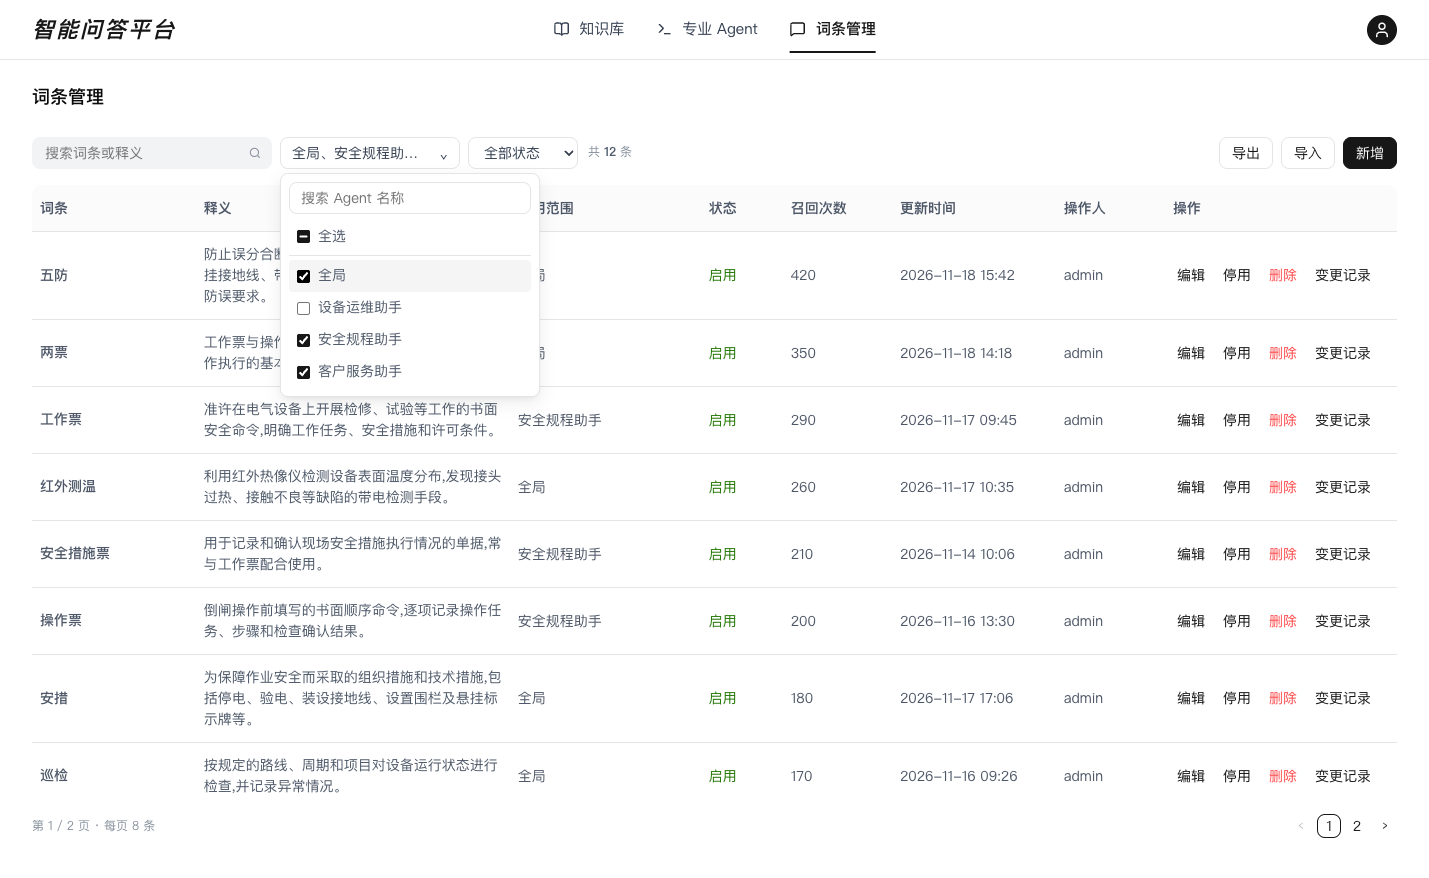 智能问答平台
知识库
专业 Agent
词条管理
词条管理
搜索词条或释义
全局、安全规程助...
全部状态
共 12 条
导出
导入
新增
搜索 Agent 名称
全选
全局
设备运维助手
安全规程助手
客户服务助手
词条
释义
用范围
状态
召回次数
更新时间
操作人
操作
五防
防止误分合
挂接地线、
防误要求。
局
启用
420
2026-11-18 15:42
admin
编辑
停用
删除
变更记录
两票
工作票与操
作执行的基
局
启用
350
2026-11-18 14:18
admin
编辑
停用
删除
变更记录
工作票
准许在电气设备上开展检修、试验等工作的书面
安全命令,明确工作任务、安全措施和许可条件。
安全规程助手
启用
290
2026-11-17 09:45
admin
编辑
停用
删除
变更记录
红外测温
利用红外热像仪检测设备表面温度分布,发现接头
过热、接触不良等缺陷的带电检测手段。
全局
启用
260
2026-11-17 10:35
admin
编辑
停用
删除
变更记录
安全措施票
用于记录和确认现场安全措施执行情况的单据,常
与工作票配合使用。
安全规程助手
启用
210
2026-11-14 10:06
admin
编辑
停用
删除
变更记录
操作票
倒闸操作前填写的书面顺序命令,逐项记录操作任
务、步骤和检查确认结果。
安全规程助手
启用
200
2026-11-16 13:30
admin
编辑
停用
删除
变更记录
安措
为保障作业安全而采取的组织措施和技术措施,包
括停电、验电、装设接地线、设置围栏及悬挂标
示牌等。
全局
启用
180
2026-11-17 17:06
admin
编辑
停用
删除
变更记录
巡检
按规定的路线、周期和项目对设备运行状态进行
检查,并记录异常情况。
全局
启用
170
2026-11-16 09:26
admin
编辑
停用
删除
变更记录
第 1 / 2 页 · 每页 8 条
‹ 1 2 ›